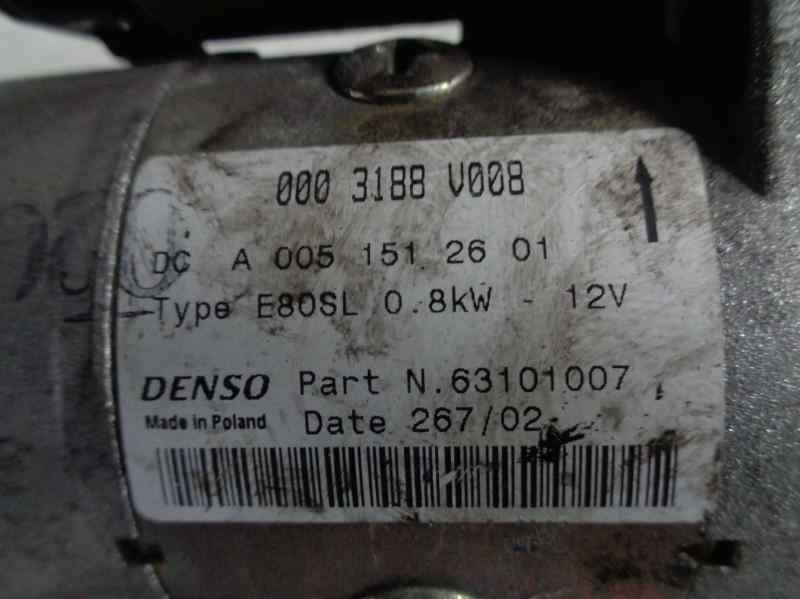 000 3188 V008
DC A 005 151 26 01
Type E80SL 0.8kW - 12V
DENSO Part N.63101007
Made in Poland Date 267/02